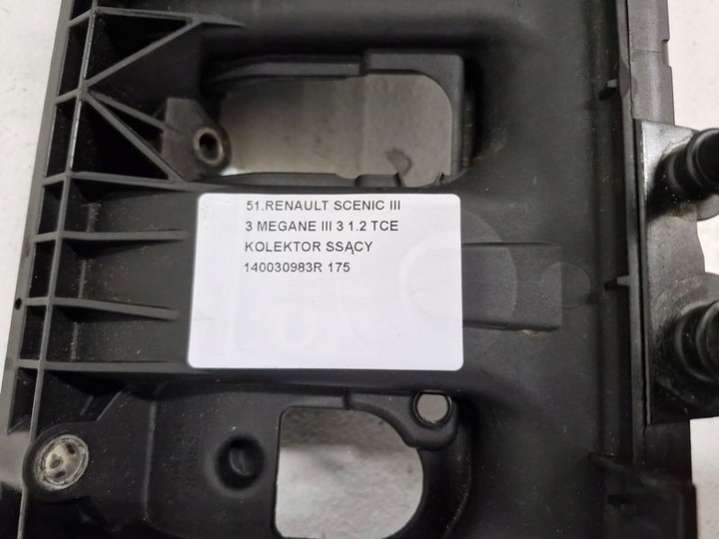 51.RENAULT SCENIC III
3 MEGANE III 3 1.2 TCE
KOLEKTOR SSĄCY
140030983R 175